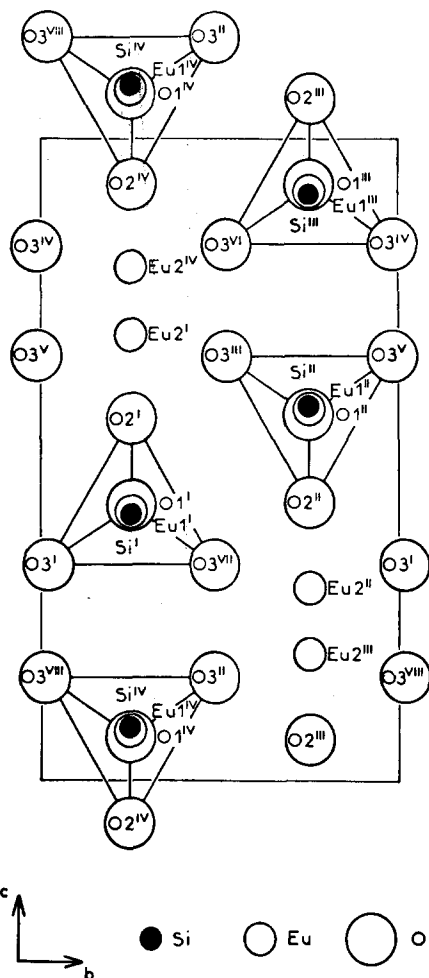 O3ⱽᴵᴵᴵ O3ᴵᴵ
Siᴵⱽ
Eu1ᴵⱽ
O1ᴵⱽ
O2ᴵᴵᴵ
O2ᴵⱽ
O1ᴵᴵᴵ
Eu1ᴵᴵᴵ
Siᴵᴵᴵ
O3ᴵⱽ O3ⱽᴵ O3ᴵⱽ
Eu2ᴵⱽ
Eu2ᴵ
O3ⱽ O3ᴵᴵᴵ O3ⱽ
Siᴵᴵ
Eu1ᴵᴵ
O1ᴵᴵ
O2ᴵ
O1ᴵ O2ᴵᴵ
Eu1ᴵ
Siᴵ
O3ᴵ O3ⱽᴵᴵ O3ᴵ
Eu2ᴵᴵ
Eu2ᴵᴵᴵ
O3ⱽᴵᴵᴵ O3ᴵᴵ O3ⱽᴵᴵᴵ
Siᴵⱽ
Eu1ᴵⱽ
O1ᴵⱽ O2ᴵᴵᴵ
O2ᴵⱽ
c
b Si Eu O